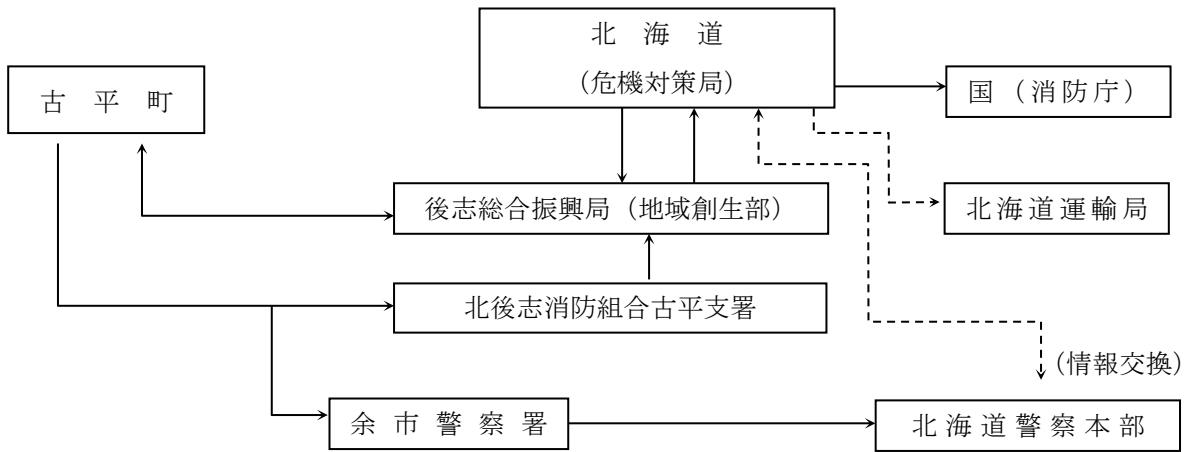 北海道
（危機対策局）
古平町
国（消防庁）
後志総合振興局（地域創生部）
北海道運輸局
北後志消防組合古平支署
（情報交換）
余市警察署
北海道警察本部